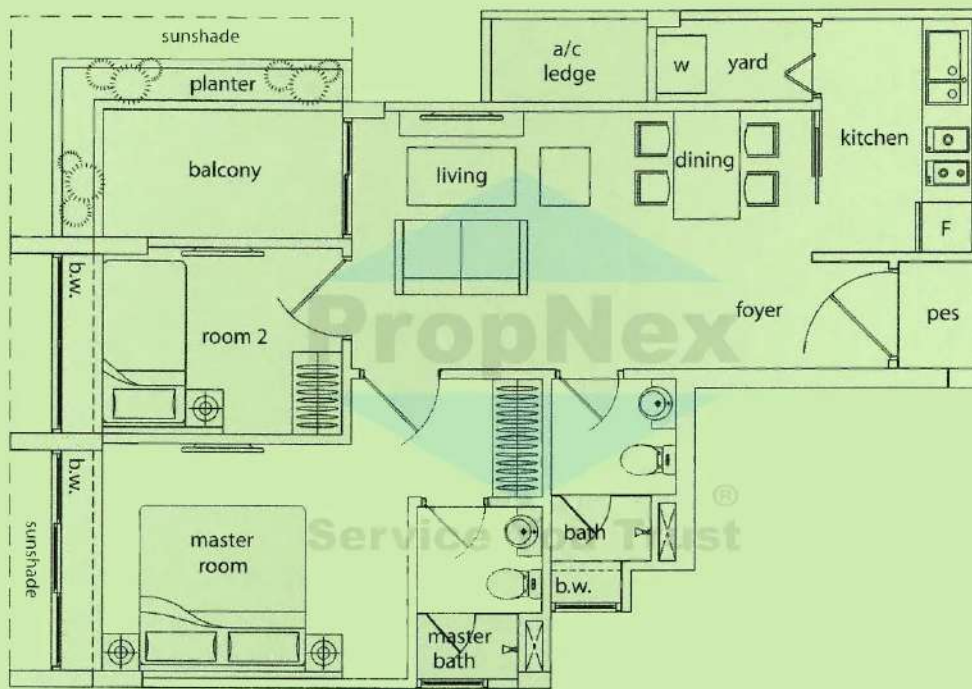 sunshade
planter
a/c
ledge
W
yard
kitchen
balcony
living
dining
F
b.w.
room 2
foyer
pes
PropNex
b.w.
sunshade
master
room
bath
®
Service You Trust
b.w.
master
bath